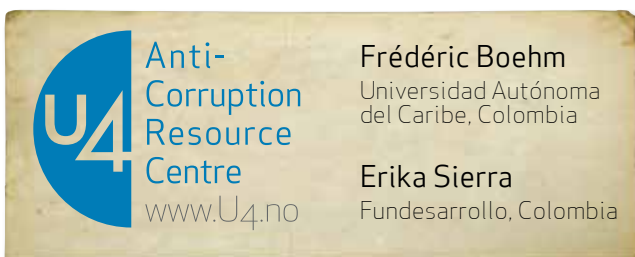 U4
Anti-
Corruption
Resource
Centre
www.U4.no
Frédéric Boehm
Universidad Autónoma
del Caribe, Colombia
Erika Sierra
Fundesarrollo, Colombia